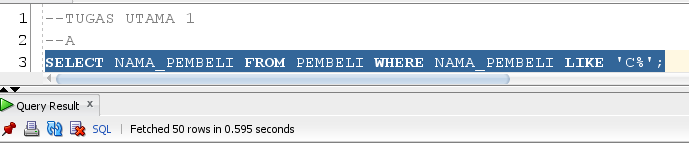 1 --TUGAS UTAMA 1
2 --A
3 SELECT NAMA_PEMBELI FROM PEMBELI WHERE NAMA_PEMBELI LIKE 'C%';
Query Result x
SQL | Fetched 50 rows in 0.595 seconds